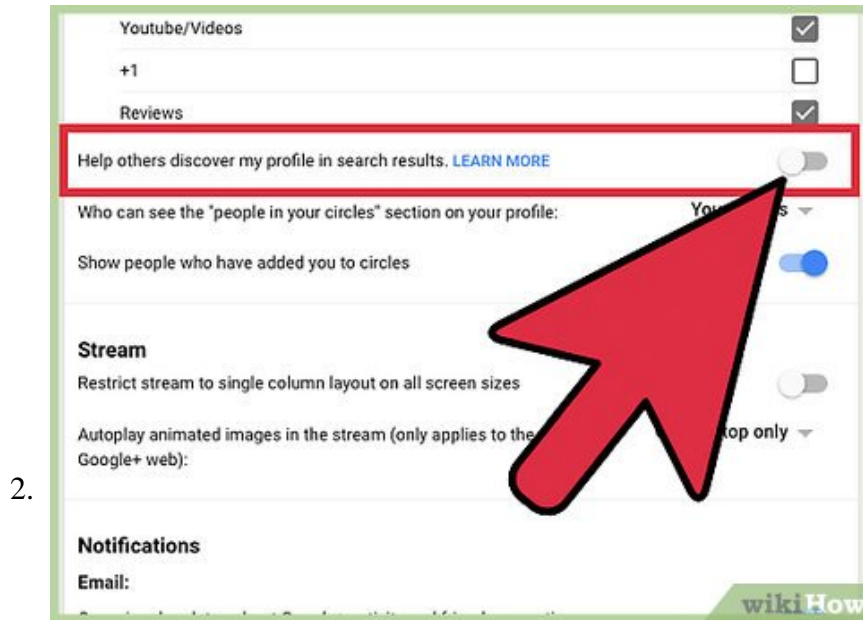 Youtube/Videos
+1
Reviews
Help others discover my profile in search results. LEARN MORE
Who can see the "people in your circles" section on your profile:
Show people who have added you to circles
Stream
Restrict stream to single column layout on all screen sizes
Autoplay animated images in the stream (only applies to the
only
Google+ web):
2.
Notifications
Email:
wikiHow